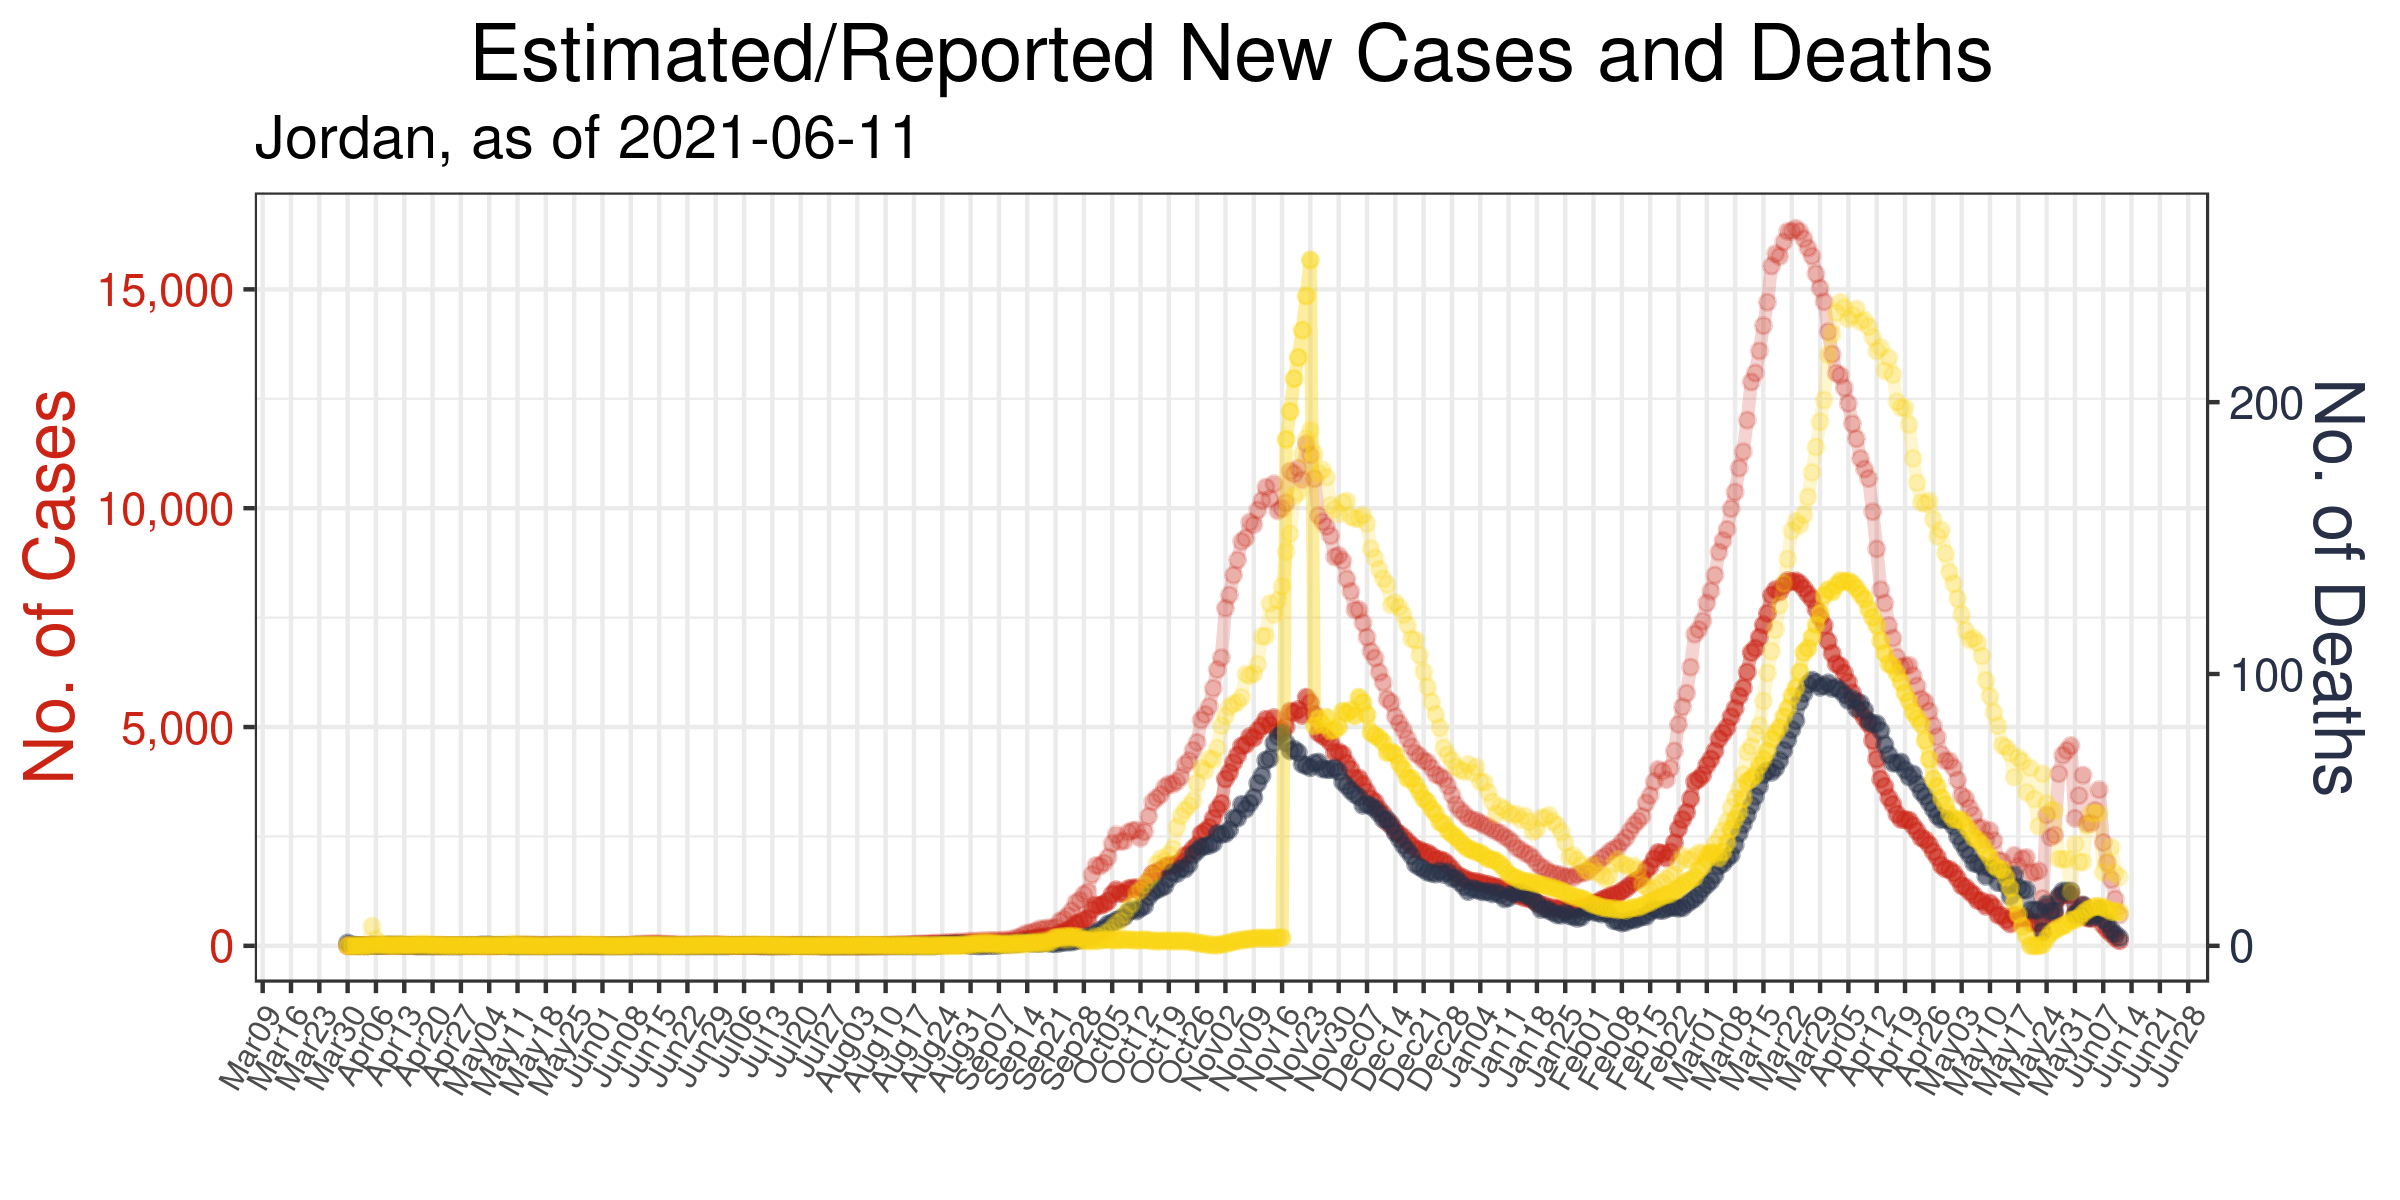 Estimated/Reported New Cases and Deaths
Jordan, as of 2021-06-11
No. of Cases
15,000
10,000
5,000
0
No. of Deaths
200
100
0
Mar09
Mar16
Mar23
Mar30
Apr06
Apr13
Apr20
Apr27
May04
May11
May18
May25
Jun01
Jun08
Jun15
Jun22
Jun29
Jul06
Jul13
Jul20
Jul27
Aug03
Aug10
Aug17
Aug24
Aug31
Sep07
Sep14
Sep21
Sep28
Oct05
Oct12
Oct19
Oct26
Nov02
Nov09
Nov16
Nov23
Nov30
Dec07
Dec14
Dec21
Dec28
Jan04
Jan11
Jan18
Jan25
Feb01
Feb08
Feb15
Feb22
Mar01
Mar08
Mar15
Mar22
Mar29
Apr05
Apr12
Apr19
Apr26
May03
May10
May17
May24
May31
Jun07
Jun14
Jun21
Jun28